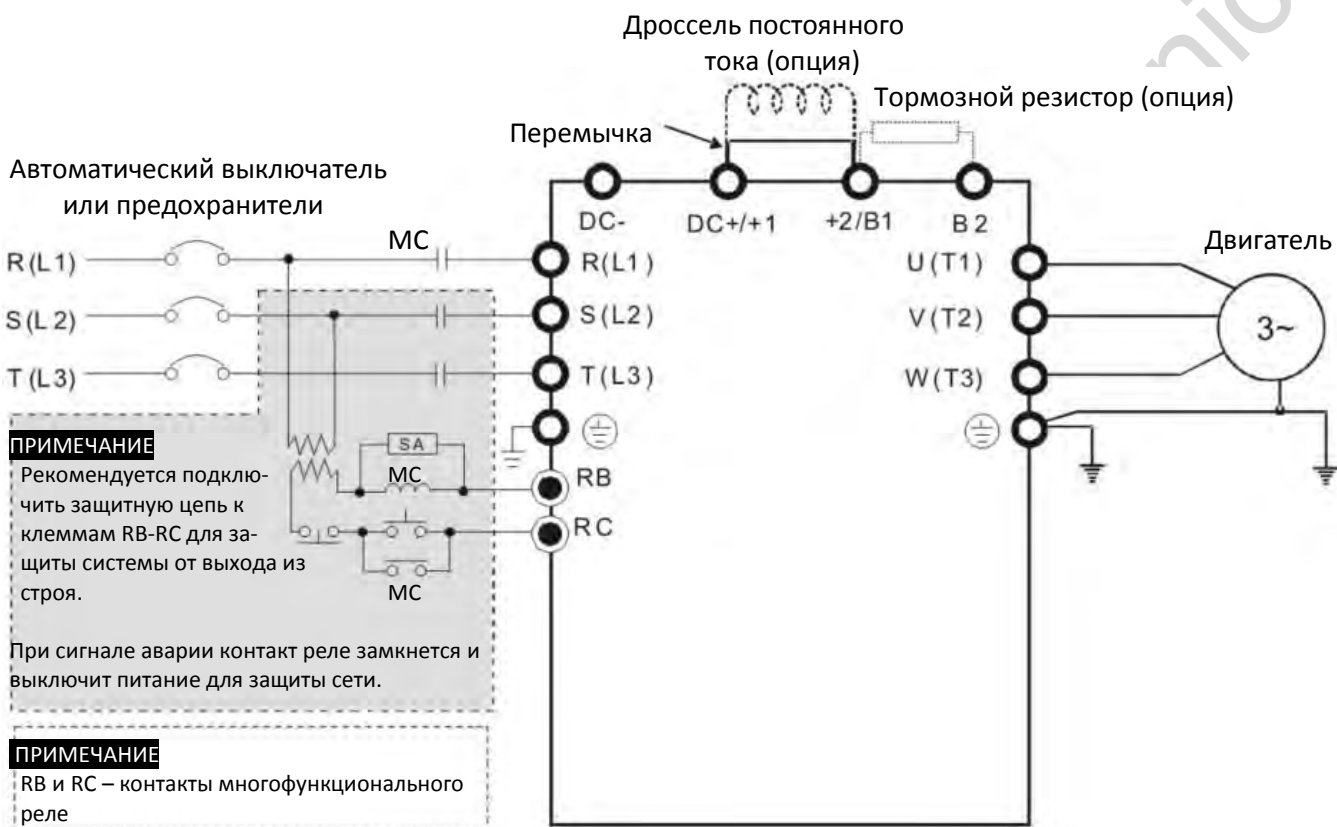 Дроссель постоянного
тока (опция)
Тормозной резистор (опция)
Перемычка
Автоматический выключатель
или предохранители
DC-
DC+/+1
+2/B1
B2
R(L1)
МС
R(L1)
U(T1)
Двигатель
S(L2)
S(L2)
V(T2)
3~
T(L3)
T(L3)
W(T3)
ПРИМЕЧАНИЕ
Рекомендуется подклю-
чить защитную цепь к
клеммам RB-RC для за-
щиты системы от выхода из
строя.
SA
МС
RB
RC
МС
При сигнале аварии контакт реле замкнется и
выключит питание для защиты сети.
ПРИМЕЧАНИЕ
RB и RC – контакты многофункционального
реле